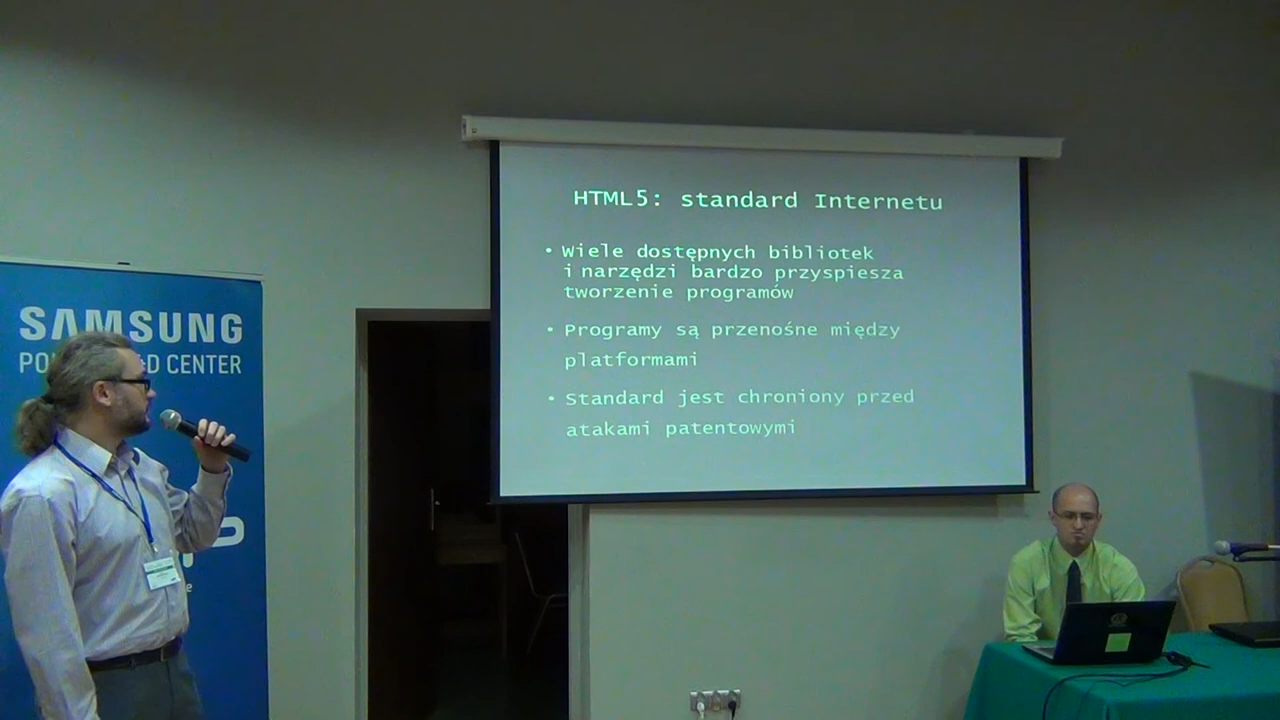 SAMSUNG
CENTER
HTML5: standard Internetu
• Wiele dostępnych bibliotek
i narzędzi bardzo przyspiesza
tworzenie programów
• Programy są przenośne między
platformami
• Standard jest chroniony przed
atakami patentowymi